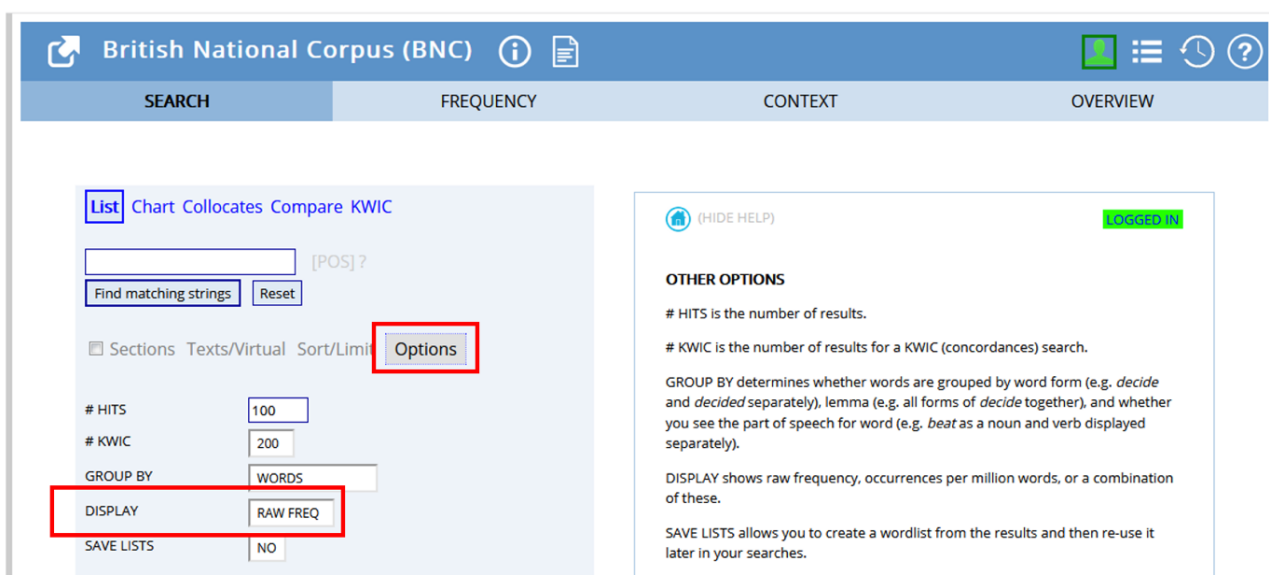 British National Corpus (BNC)
SEARCH FREQUENCY CONTEXT OVERVIEW
List Chart Collocates Compare KWIC
[POS] ?
Find matching strings Reset
Sections Texts/Virtual Sort/Limit Options
# HITS 100
# KWIC 200
GROUP BY WORDS
DISPLAY RAW FREQ
SAVE LISTS NO
(HIDE HELP) LOGGED IN
OTHER OPTIONS
# HITS is the number of results.
# KWIC is the number of results for a KWIC (concordances) search.
GROUP BY determines whether words are grouped by word form (e.g. decide
and decided separately), lemma (e.g. all forms of decide together), and whether
you see the part of speech for word (e.g. beat as a noun and verb displayed
separately).
DISPLAY shows raw frequency, occurrences per million words, or a combination
of these.
SAVE LISTS allows you to create a wordlist from the results and then re-use it
later in your searches.